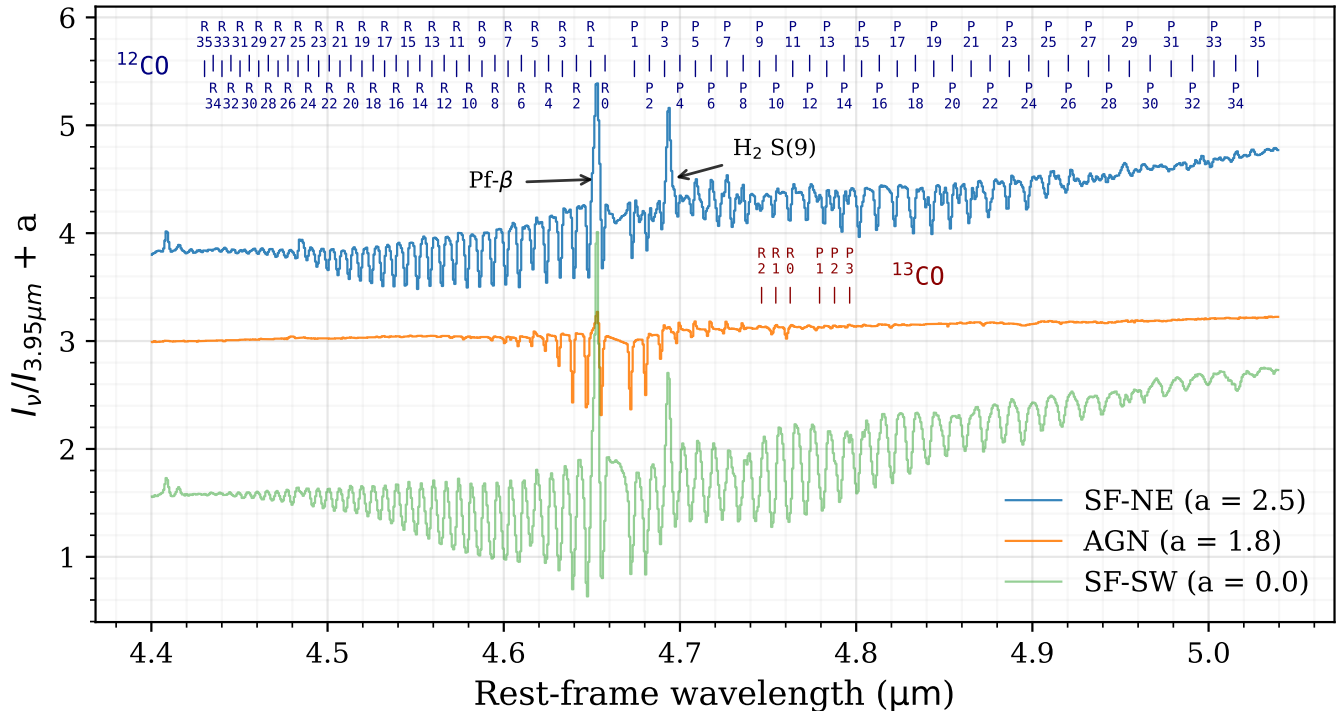 R R R R R R R R R R R R R R R R R R P P P P P P P P P P P P P P P P P P
35 33 31 29 27 25 23 21 19 17 15 13 11 9 7 5 3 1 1 3 5 7 9 11 13 15 17 19 21 23 25 27 29 31 33 35
¹²CO
R R R R R R R R R R R R R R R R R R P P P P P P P P P P P P P P P P P
34 32 30 28 26 24 22 20 18 16 14 12 10 8 6 4 2 0 2 4 6 8 10 12 14 16 18 20 22 24 26 28 30 32 34
H₂ S(9)
Pf-β
R R R P P P
2 1 0 1 2 3
¹³CO
6
5
4
3
2
1
Iν/I3.95μm + a
SF-NE (a = 2.5)
AGN (a = 1.8)
SF-SW (a = 0.0)
4.4 4.5 4.6 4.7 4.8 4.9 5.0
Rest-frame wavelength (μm)